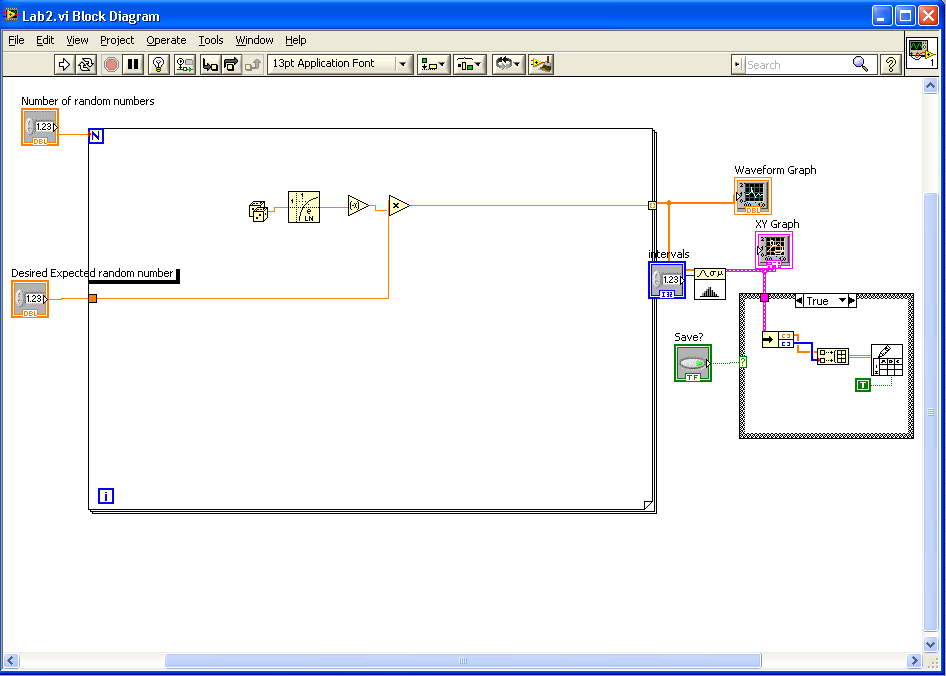 Lab2.vi Block Diagram
File Edit View Project Operate Tools Window Help
13pt Application Font
Search
?
1
Number of random numbers
1.23
DBL
N
LN
x
Waveform Graph
DBL
XY Graph
intervals
1.23
I32
σ μ
Desired Expected random number
1.23
DBL
True
Save?
TF
?
T
i